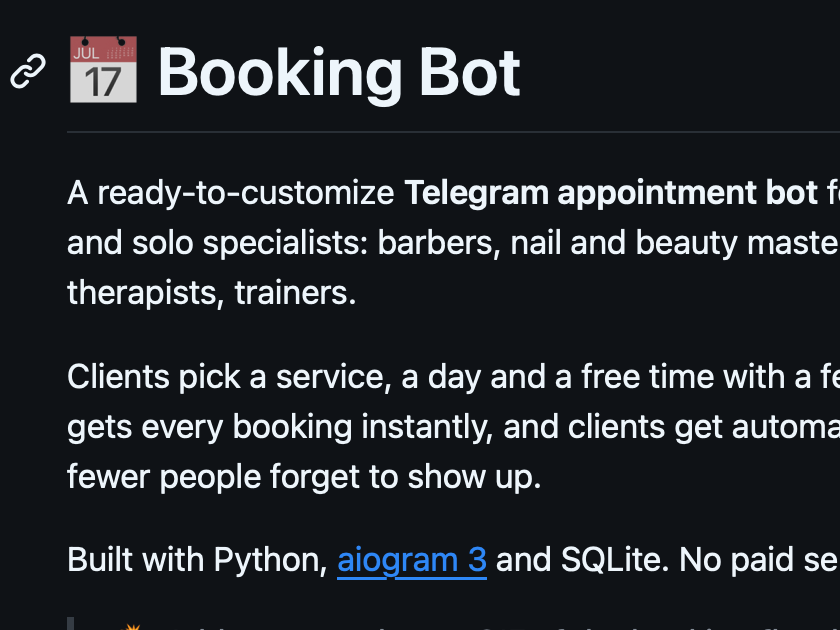 JUL
17
Booking Bot
A ready-to-customize Telegram appointment bot
and solo specialists: barbers, nail and beauty
therapists, trainers.
Clients pick a service, a day and a free time with a
gets every booking instantly, and clients get
fewer people forget to show up.
Built with Python, aiogram 3 and SQLite. No paid